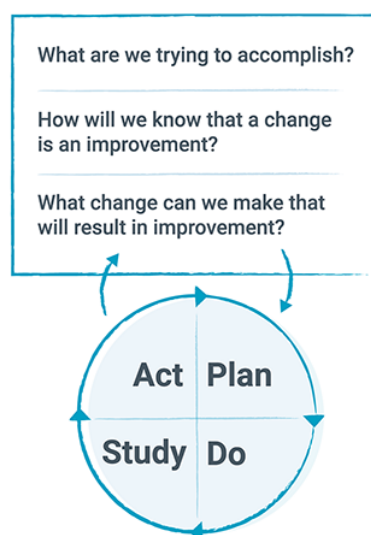 What are we trying to accomplish?
How will we know that a change
is an improvement?
What change can we make that
will result in improvement?
Act Plan
Study Do